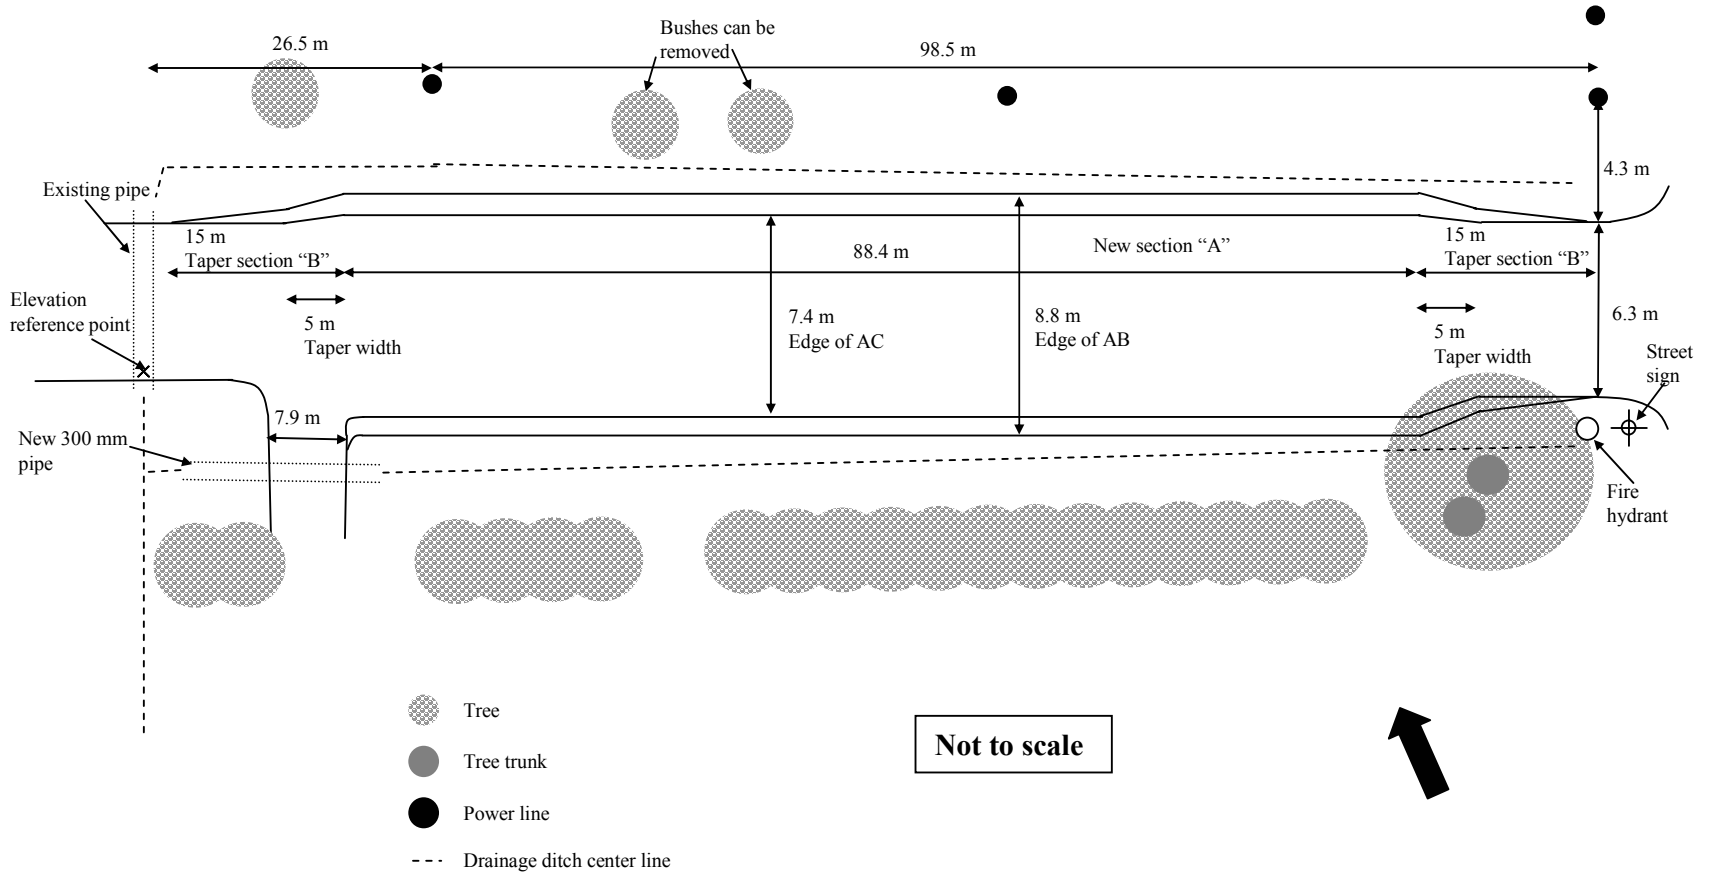 Bushes can be
removed
26.5 m
98.5 m
4.3 m
Existing pipe
15 m
Taper section “B”
88.4 m
New section “A”
15 m
Taper section “B”
Elevation
reference point
5 m
Taper width
7.4 m
Edge of AC
8.8 m
Edge of AB
5 m
Taper width
6.3 m
Street
sign
7.9 m
New 300 mm
pipe
Fire
hydrant
Tree
Tree trunk
Power line
Drainage ditch center line
Not to scale